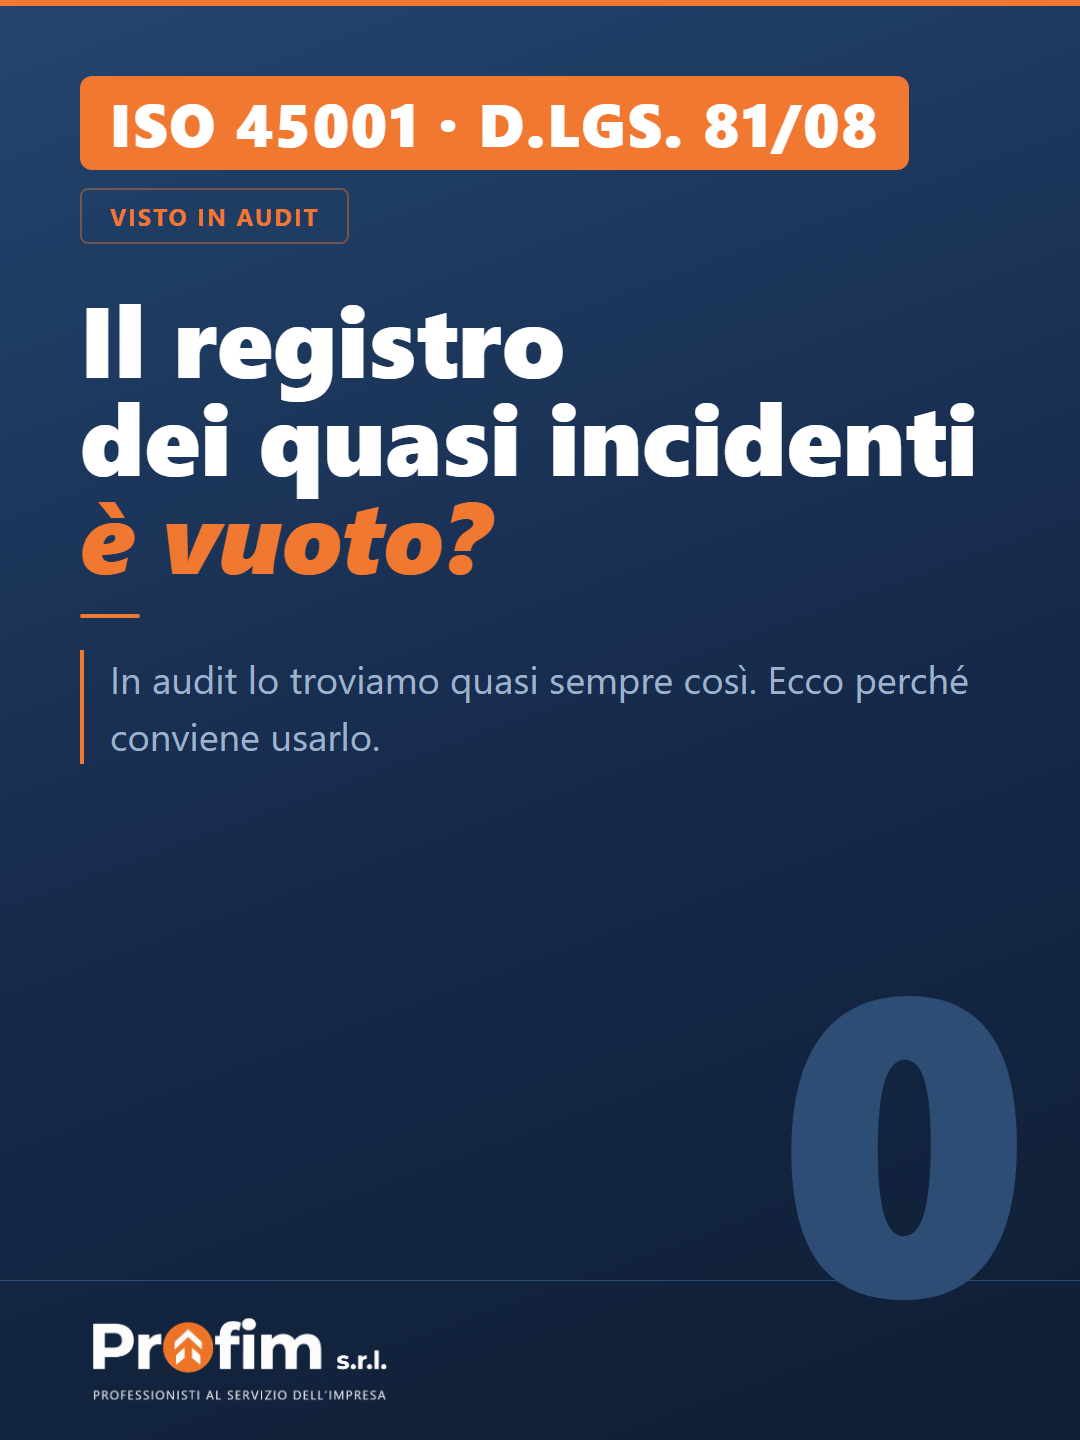 ISO 45001 · D.LGS. 81/08
VISTO IN AUDIT
Il registro
dei quasi incidenti
è vuoto?
In audit lo troviamo quasi sempre così. Ecco perché
conviene usarlo.
0
Profim s.r.l.
PROFESSIONISTI AL SERVIZIO DELL'IMPRESA